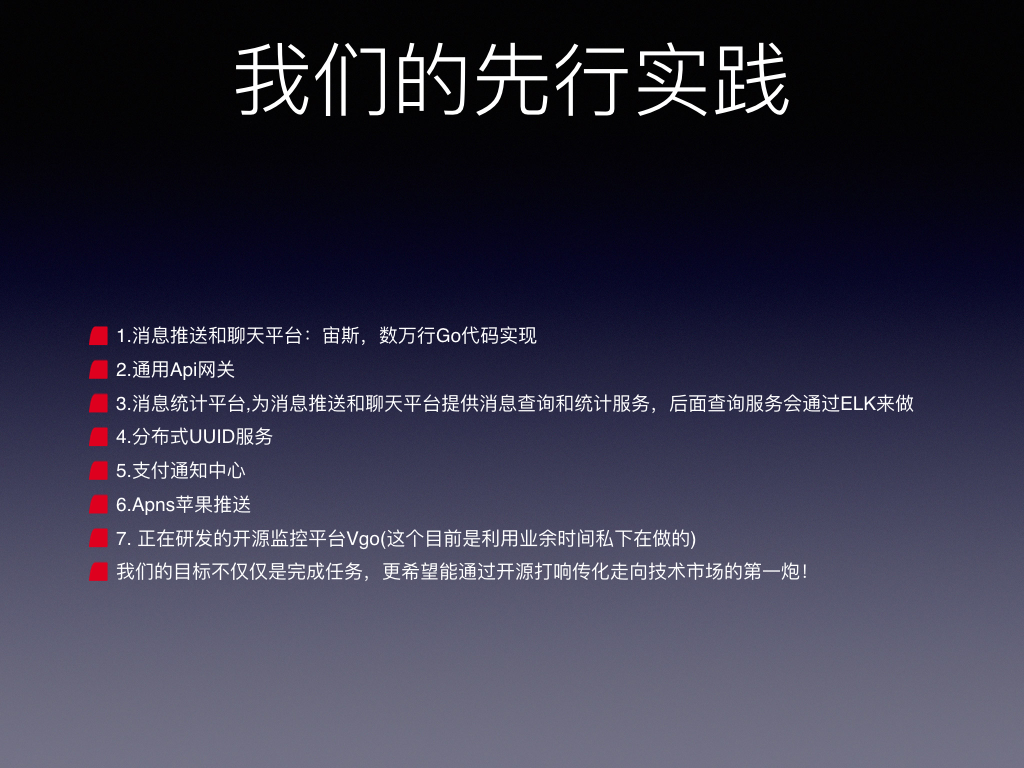 我们的先行实践
1.消息推送和聊天平台：宙斯，数万行Go代码实现
2.通用Api网关
3.消息统计平台,为消息推送和聊天平台提供消息查询和统计服务，后面查询服务会通过ELK来做
4.分布式UUID服务
5.支付通知中心
6.Apns苹果推送
7. 正在研发的开源监控平台Vgo(这个目前是利用业余时间私下在做的)
我们的目标不仅仅是完成任务，更希望能通过开源打响传化走向技术市场的第一炮！